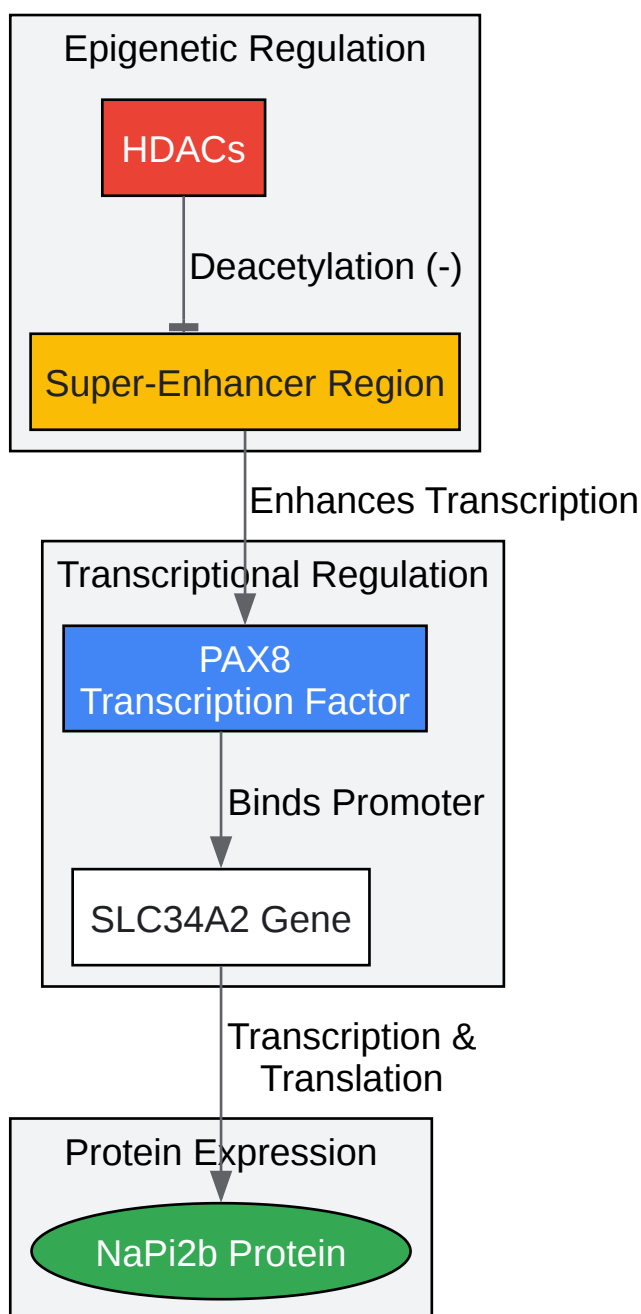 Epigenetic Regulation
HDACs
Deacetylation (-)
Super-Enhancer Region
Enhances Transcription
Transcriptional Regulation
PAX8
Transcription Factor
Binds Promoter
SLC34A2 Gene
Transcription &
Translation
Protein Expression
NaPi2b Protein